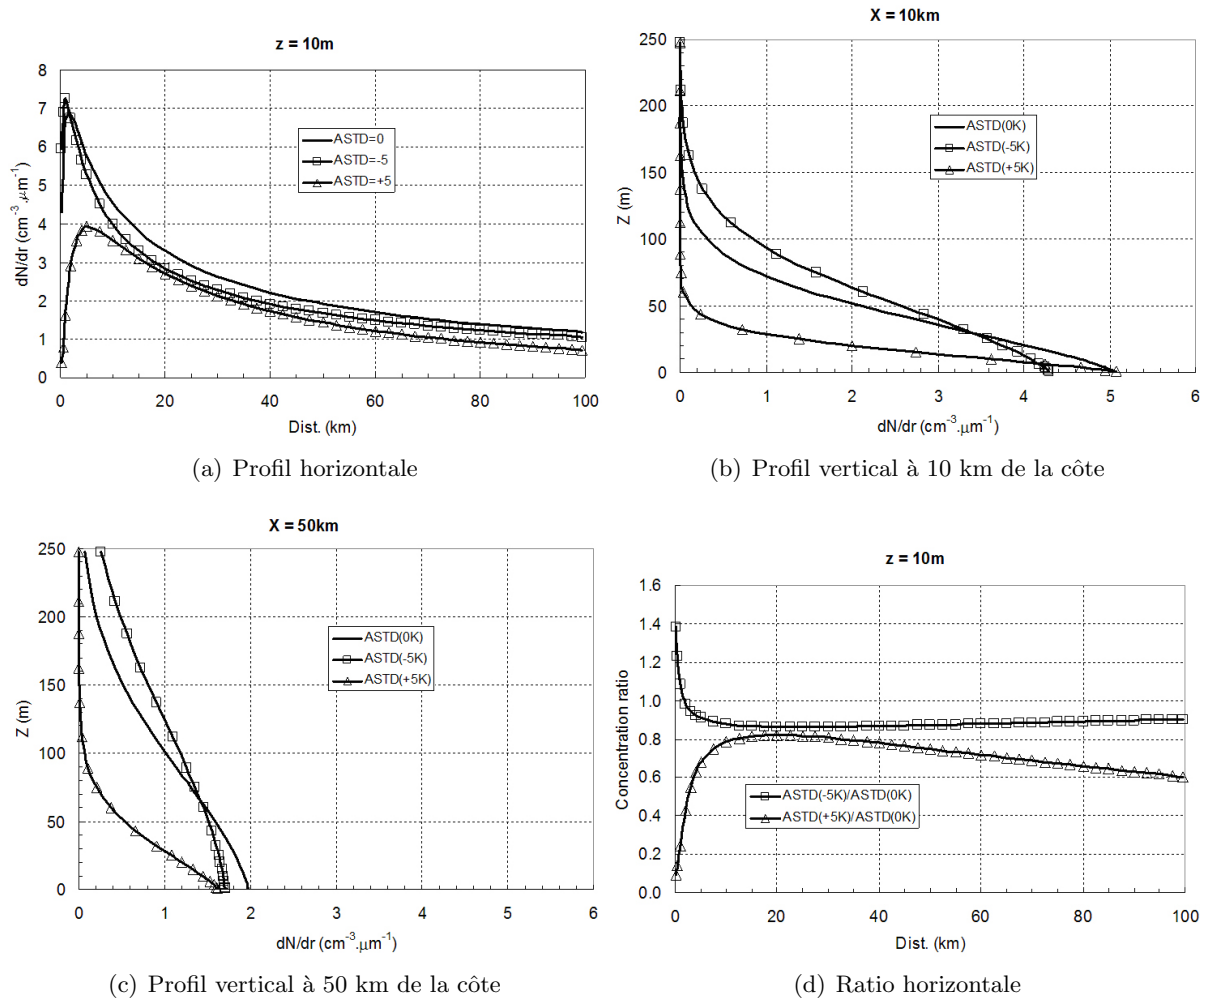 z = 10m
8
7
6
5
4
3
2
1
0
dN/dr (cm⁻³.µm⁻¹)
ASTD=0
ASTD=-5
ASTD=+5
0 20 40 60 80 100
Dist. (km)
(a) Profil horizontale
X = 10km
250
200
150
100
50
0
Z (m)
ASTD(0K)
ASTD(-5K)
ASTD(+5K)
0 1 2 3 4 5 6
dN/dr (cm⁻³.µm⁻¹)
(b) Profil vertical à 10 km de la côte
X = 50km
250
200
150
100
50
0
Z (m)
ASTD(0K)
ASTD(-5K)
ASTD(+5K)
0 1 2 3 4 5 6
dN/dr (cm⁻³.µm⁻¹)
(c) Profil vertical à 50 km de la côte
z = 10m
1.6
1.4
1.2
1.0
0.8
0.6
0.4
0.2
0.0
Concentration ratio
ASTD(-5K)/ASTD(0K)
ASTD(+5K)/ASTD(0K)
0 20 40 60 80 100
Dist. (km)
(d) Ratio horizontale